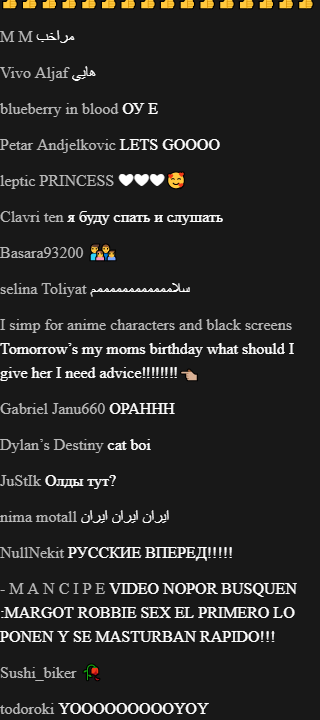 👍👍👍👍👍👍👍👍👍👍👍👍👍👍👍👍
M M مراخب
Vivo Aljaf هایی
blueberry in blood ОУ Е
Petar Andjelkovic LETS GOOOO
leptic PRINCESS 🤍🤍🤍🥰
Clavri ten я буду спать и слушать
Basara93200 👩‍👩‍👦‍👦
selina Toliyat سلاممممممممممممم
I simp for anime characters and black screens
Tomorrow’s my moms birthday what should I
give her I need advice!!!!!!!! 👈🏼
Gabriel Janu660 OPAHHH
Dylan’s Destiny cat boi
JuStIk Олды тут?
nima motall ایران ایران ایران
NullNekit РУССКИЕ ВПЕРЕД!!!!!
- M A N C I P E VIDEO NOPOR BUSQUEN
:MARGOT ROBBIE SEX EL PRIMERO LO
PONEN Y SE MASTURBAN RAPIDO!!!
Sushi_biker 🥀
todoroki YOOOOOOOOOYOY